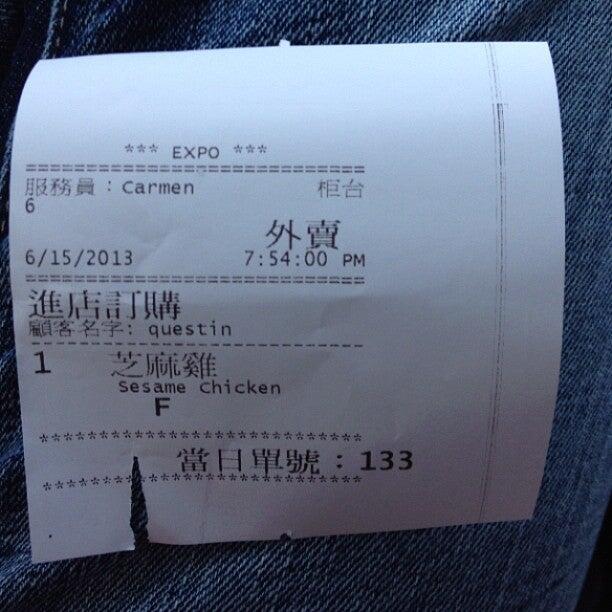 *** EXPO ***
================================
服務員：Carmen 柜台
6
外賣
6/15/2013 7:54:00 PM
================================
進店訂購
顧客名字: questin
--------------------------------
1 芝麻雞
Sesame Chicken
F
********************************
當日單號：133
********************************